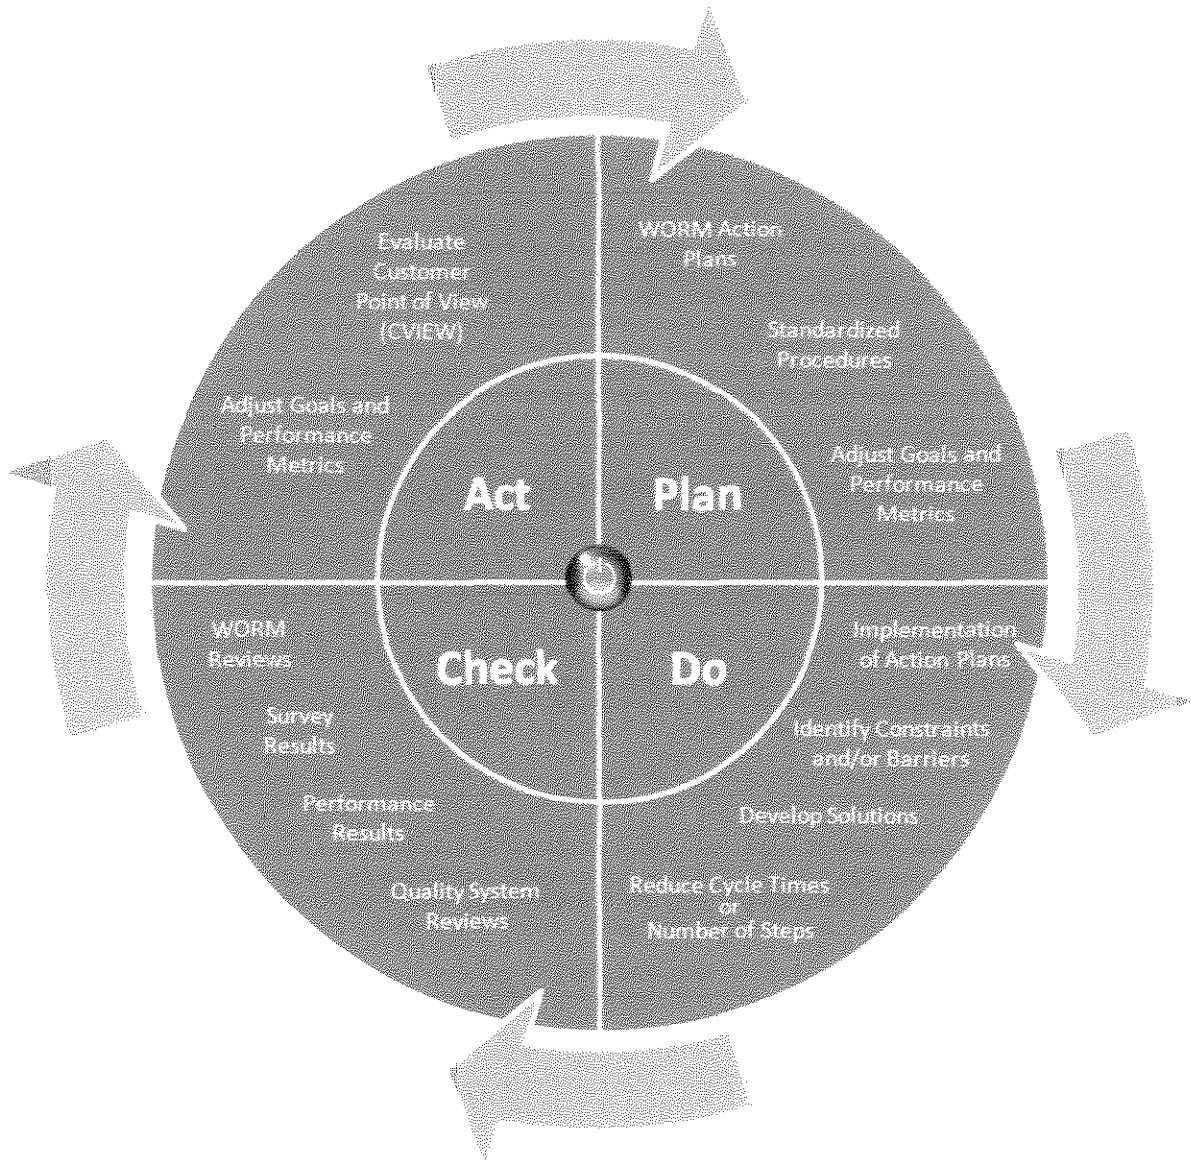 Evaluate
Customer
Point of View
(CVIEW)
Adjust Goals and
Performance
Metrics
Act
WORM Action
Plans
Standardized
Procedures
Adjust Goals and
Performance
Metrics
Plan
Implementation
of Action Plans
Identify Constraints
and/or Barriers
Develop Solutions
Reduce Cycle Times
or
Number of Steps
Do
WORM
Reviews
Survey
Results
Performance
Results
Quality System
Reviews
Check